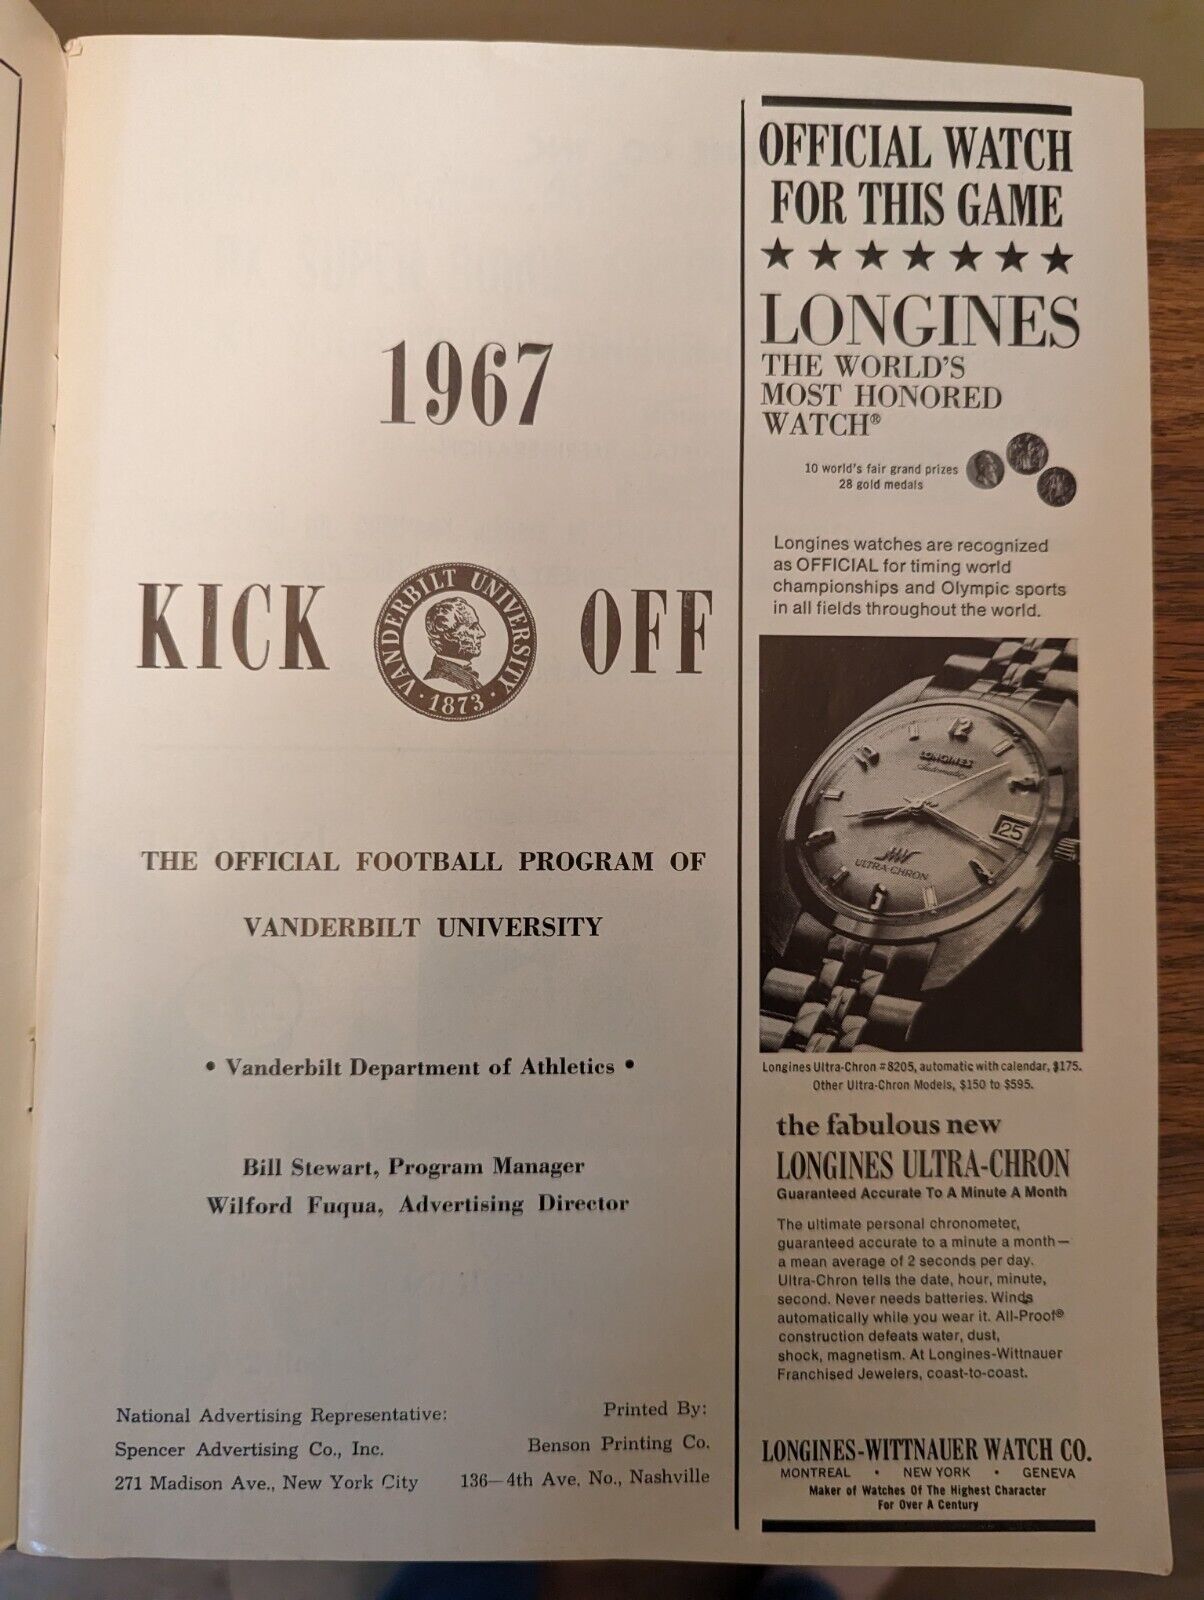 1967
KICK OFF
VANDERBILT UNIVERSITY
· 1873 ·
THE OFFICIAL FOOTBALL PROGRAM OF
VANDERBILT UNIVERSITY
• Vanderbilt Department of Athletics •
Bill Stewart, Program Manager
Wilford Fuqua, Advertising Director
National Advertising Representative:
Spencer Advertising Co., Inc.
271 Madison Ave., New York City
Printed By:
Benson Printing Co.
136—4th Ave. No., Nashville
OFFICIAL WATCH
FOR THIS GAME
★ ★ ★ ★ ★ ★ ★
LONGINES
THE WORLD'S
MOST HONORED
WATCH®
10 world's fair grand prizes
28 gold medals
Longines watches are recognized
as OFFICIAL for timing world
championships and Olympic sports
in all fields throughout the world.
12
LONGINES
Automatic
25
ULTRA-CHRON
Longines Ultra-Chron #8205, automatic with calendar, $175.
Other Ultra-Chron Models, $150 to $595.
the fabulous new
LONGINES ULTRA-CHRON
Guaranteed Accurate To A Minute A Month
The ultimate personal chronometer,
guaranteed accurate to a minute a month—
a mean average of 2 seconds per day.
Ultra-Chron tells the date, hour, minute,
second. Never needs batteries. Winds
automatically while you wear it. All-Proof®
construction defeats water, dust,
shock, magnetism. At Longines-Wittnauer
Franchised Jewelers, coast-to-coast.
LONGINES-WITTNAUER WATCH CO.
MONTREAL • NEW YORK • GENEVA
Maker of Watches Of The Highest Character
For Over A Century